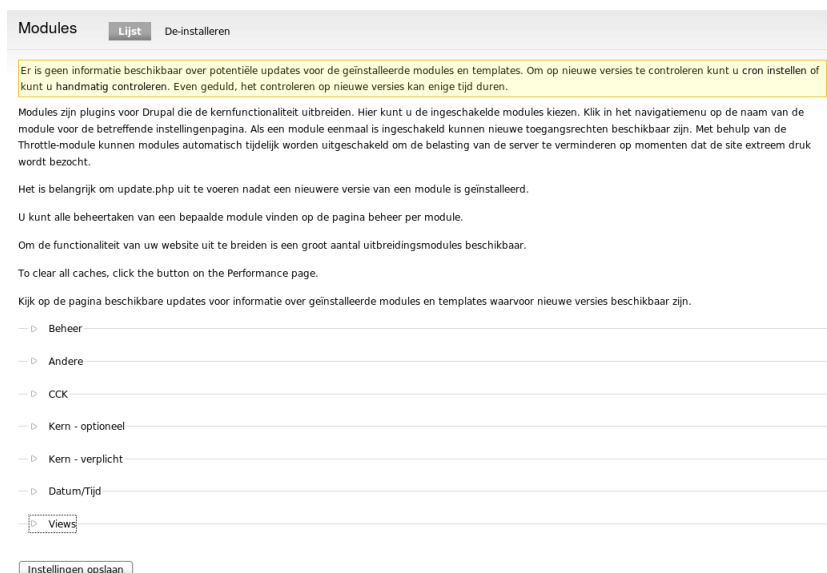 Modules Lijst De-installeren
Er is geen informatie beschikbaar over potentiële updates voor de geïnstalleerde modules en templates. Om op nieuwe versies te controleren kunt u cron instellen of
kunt u handmatig controleren. Even geduld, het controleren op nieuwe versies kan enige tijd duren.
Modules zijn plugins voor Drupal die de kernfunctionaliteit uitbreiden. Hier kunt u de ingeschakelde modules kiezen. Klik in het navigatiemenu op de naam van de
module voor de betreffende instellingenpagina. Als een module eenmaal is ingeschakeld kunnen nieuwe toegangsrechten beschikbaar zijn. Met behulp van de
Throttle-module kunnen modules automatisch tijdelijk worden uitgeschakeld om de belasting van de server te verminderen op momenten dat de site extreem druk
wordt bezocht.
Het is belangrijk om update.php uit te voeren nadat een nieuwere versie van een module is geïnstalleerd.
U kunt alle beheertaken van een bepaalde module vinden op de pagina beheer per module.
Om de functionaliteit van uw website uit te breiden is een groot aantal uitbreidingsmodules beschikbaar.
To clear all caches, click the button on the Performance page.
Kijk op de pagina beschikbare updates voor informatie over geïnstalleerde modules en templates waarvoor nieuwe versies beschikbaar zijn.
Beheer
Andere
CCK
Kern - optioneel
Kern - verplicht
Datum/Tijd
Views
Instellingen opslaan